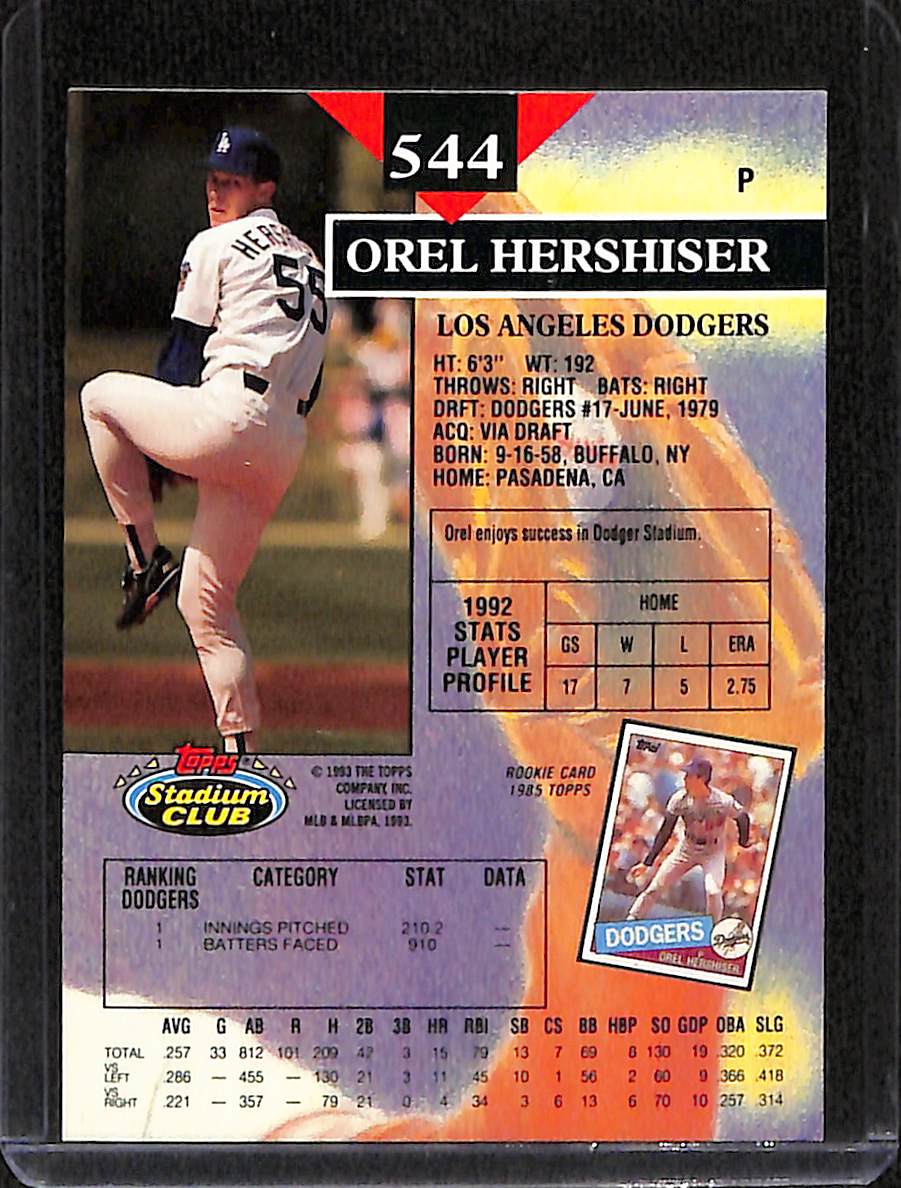 544
P
OREL HERSHISER
LOS ANGELES DODGERS
HT: 6'3" WT: 192
THROWS: RIGHT BATS: RIGHT
DRFT: DODGERS #17-JUNE, 1979
ACQ: VIA DRAFT
BORN: 9-16-58, BUFFALO, NY
HOME: PASADENA, CA
LA
55
Orel enjoys success in Dodger Stadium.
1992 STATS PLAYER PROFILE
HOME
GS W L ERA
17 7 5 2.75
Topps
Stadium
CLUB
© 1993 THE TOPPS
COMPANY, INC.
LICENSED BY
MLB & MLBPA, 1993.
ROOKIE CARD
1985 TOPPS
Topps
DODGERS
Dodgers
P
OREL HERSHISER
RANKING DODGERS CATEGORY STAT DATA
1 INNINGS PITCHED 210.2 —
1 BATTERS FACED 910 —
AVG G AB R H 2B 3B HR RBI SB CS BB HBP SO GDP OBA SLG
TOTAL .257 33 812 101 209 42 3 15 79 13 7 69 8 130 19 .320 .372
VS LEFT .286 — 455 — 130 21 3 11 45 10 1 56 2 60 9 .366 .418
VS RIGHT .221 — 357 — 79 21 0 4 34 3 6 13 6 70 10 .257 .314